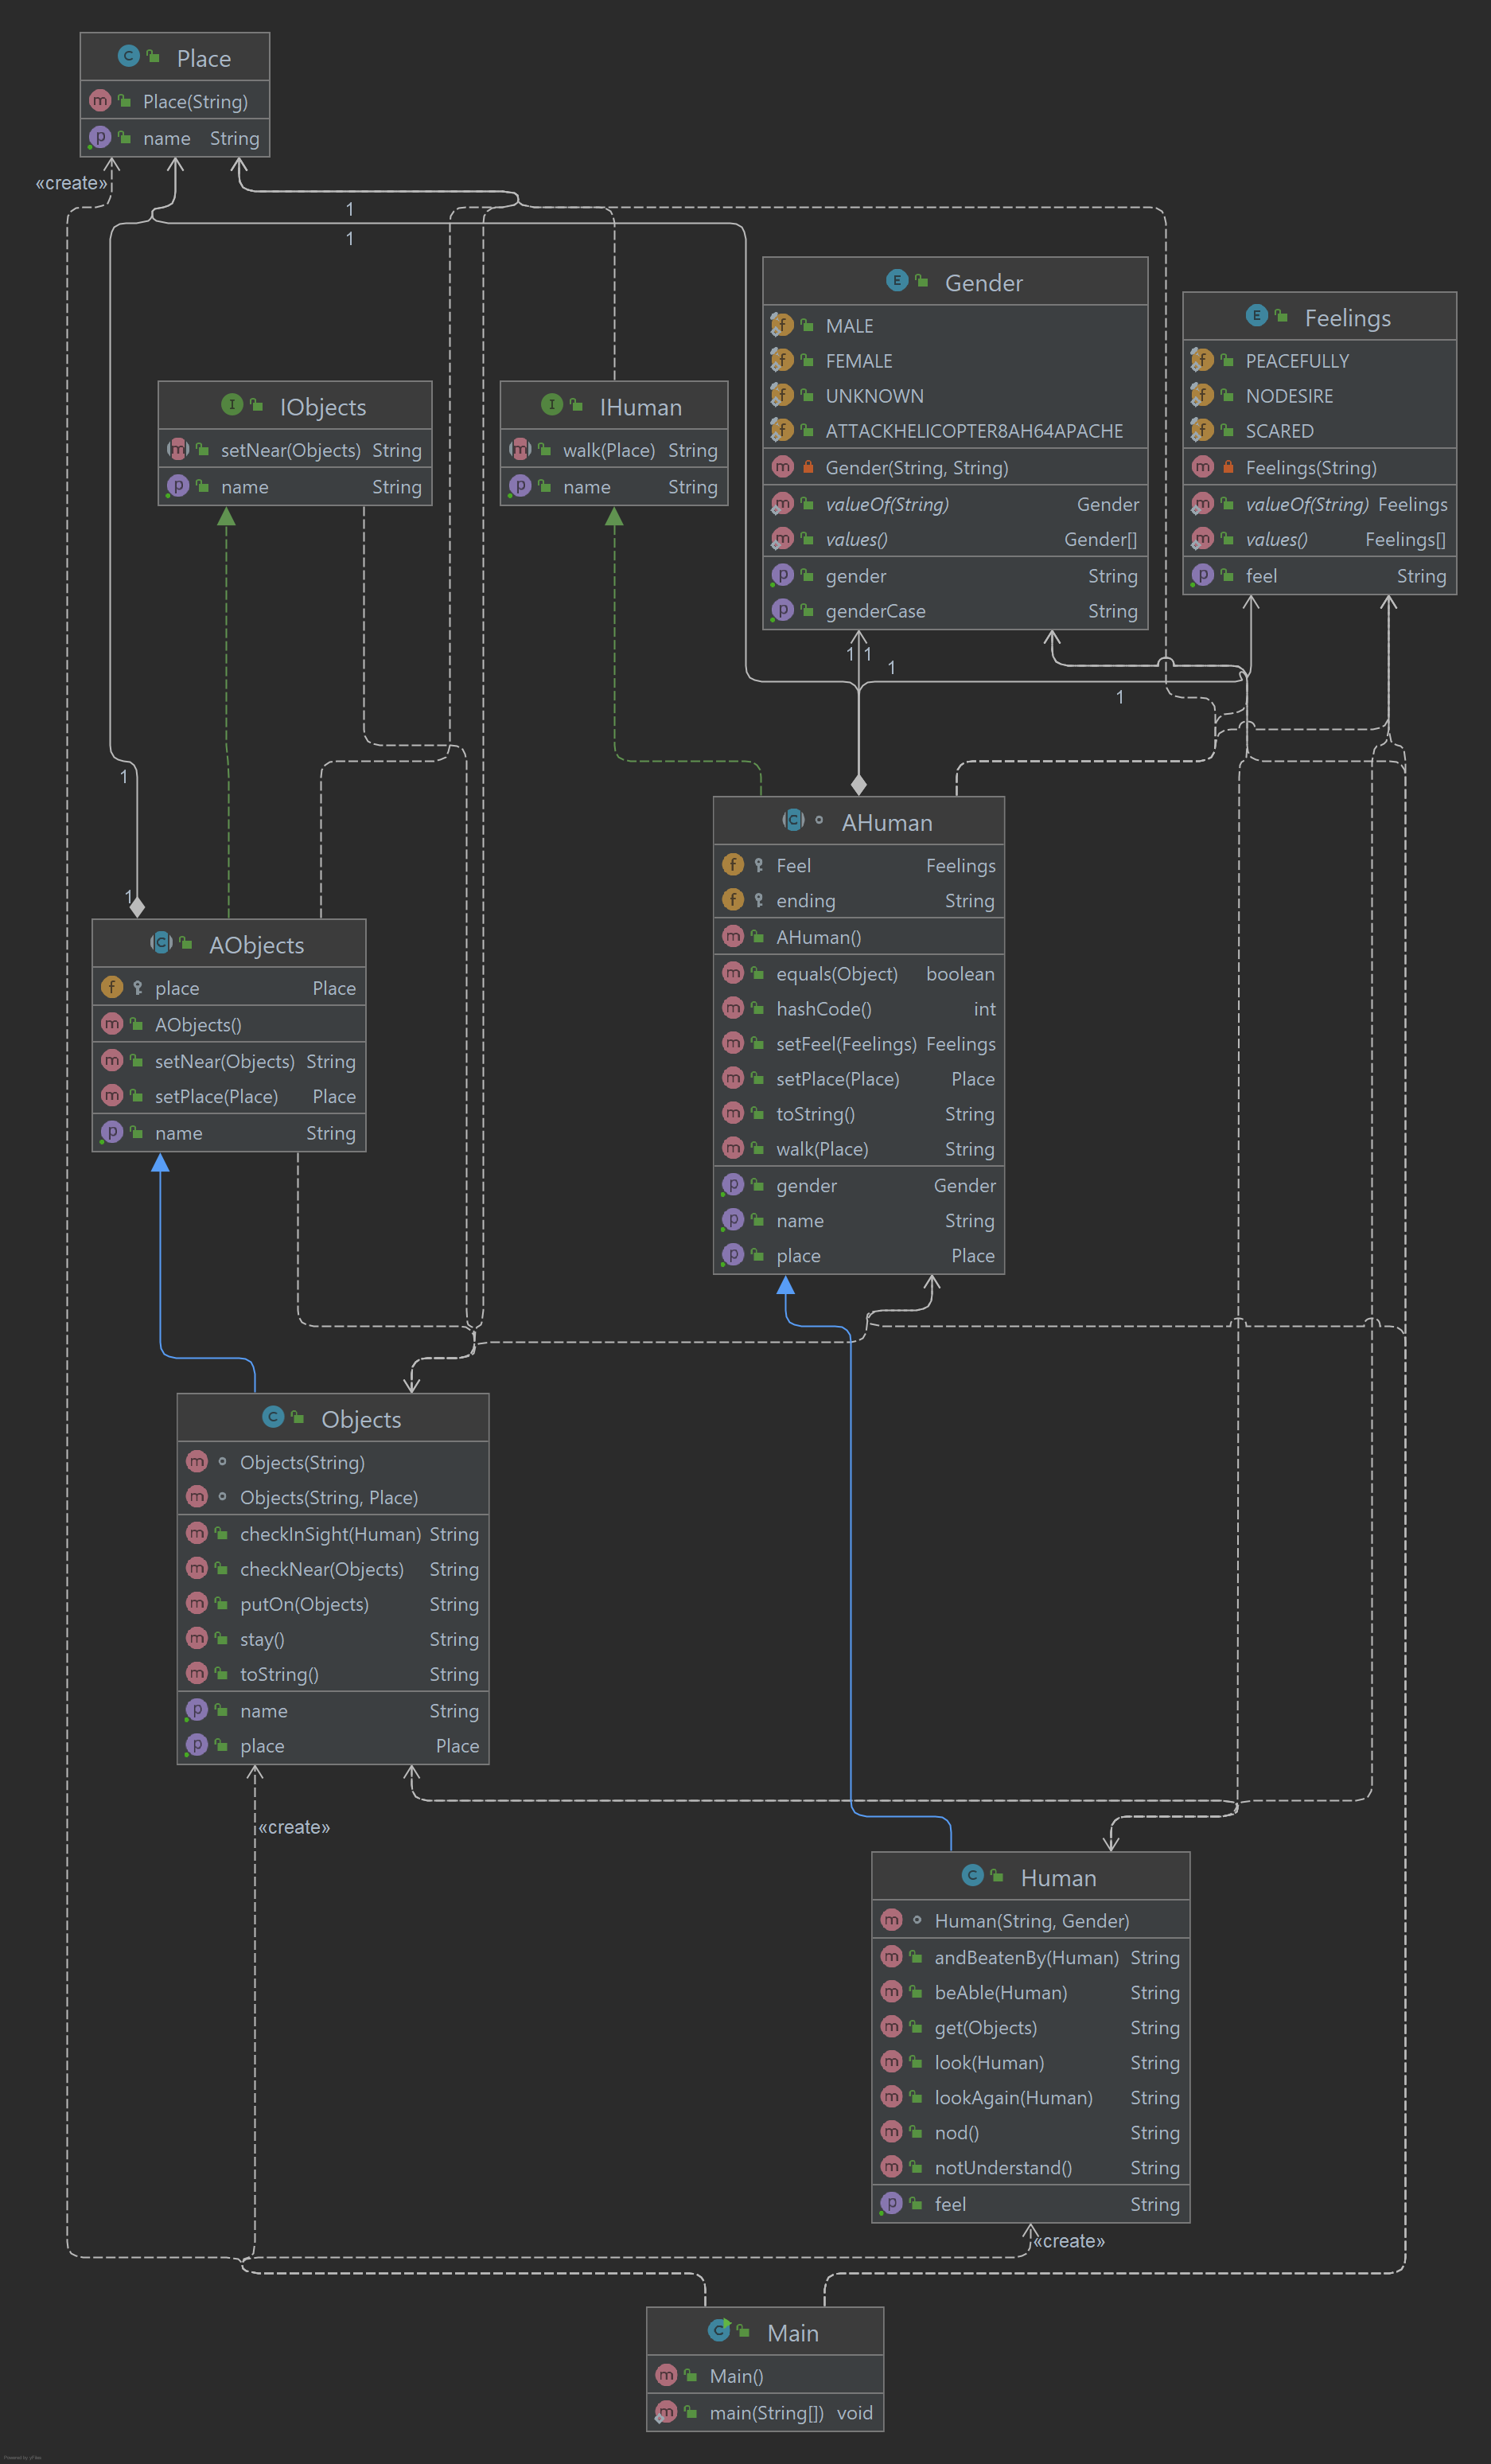 Place
Place(String)
name String
«create»
1
1
Gender
MALE
FEMALE
UNKNOWN
ATTACKHELICOPTER8AH64APACHE
Gender(String, String)
valueOf(String) Gender
values() Gender[]
gender String
genderCase String
Feelings
PEACEFULLY
NODESIRE
SCARED
Feelings(String)
valueOf(String) Feelings
values() Feelings[]
feel String
IObjects
setNear(Objects) String
name String
IHuman
walk(Place) String
name String
1
1
1
1
1
1
AHuman
Feel Feelings
ending String
AHuman()
equals(Object) boolean
hashCode() int
setFeel(Feelings) Feelings
setPlace(Place) Place
toString() String
walk(Place) String
gender Gender
name String
place Place
AObjects
place Place
AObjects()
setNear(Objects) String
setPlace(Place) Place
name String
Objects
Objects(String)
Objects(String, Place)
checkInSight(Human) String
checkNear(Objects) String
putOn(Objects) String
stay() String
toString() String
name String
place Place
«create»
Human
Human(String, Gender)
andBeatenBy(Human) String
beAble(Human) String
get(Objects) String
look(Human) String
lookAgain(Human) String
nod() String
notUnderstand() String
feel String
«create»
Main
Main()
main(String[]) void
Powered by yFiles